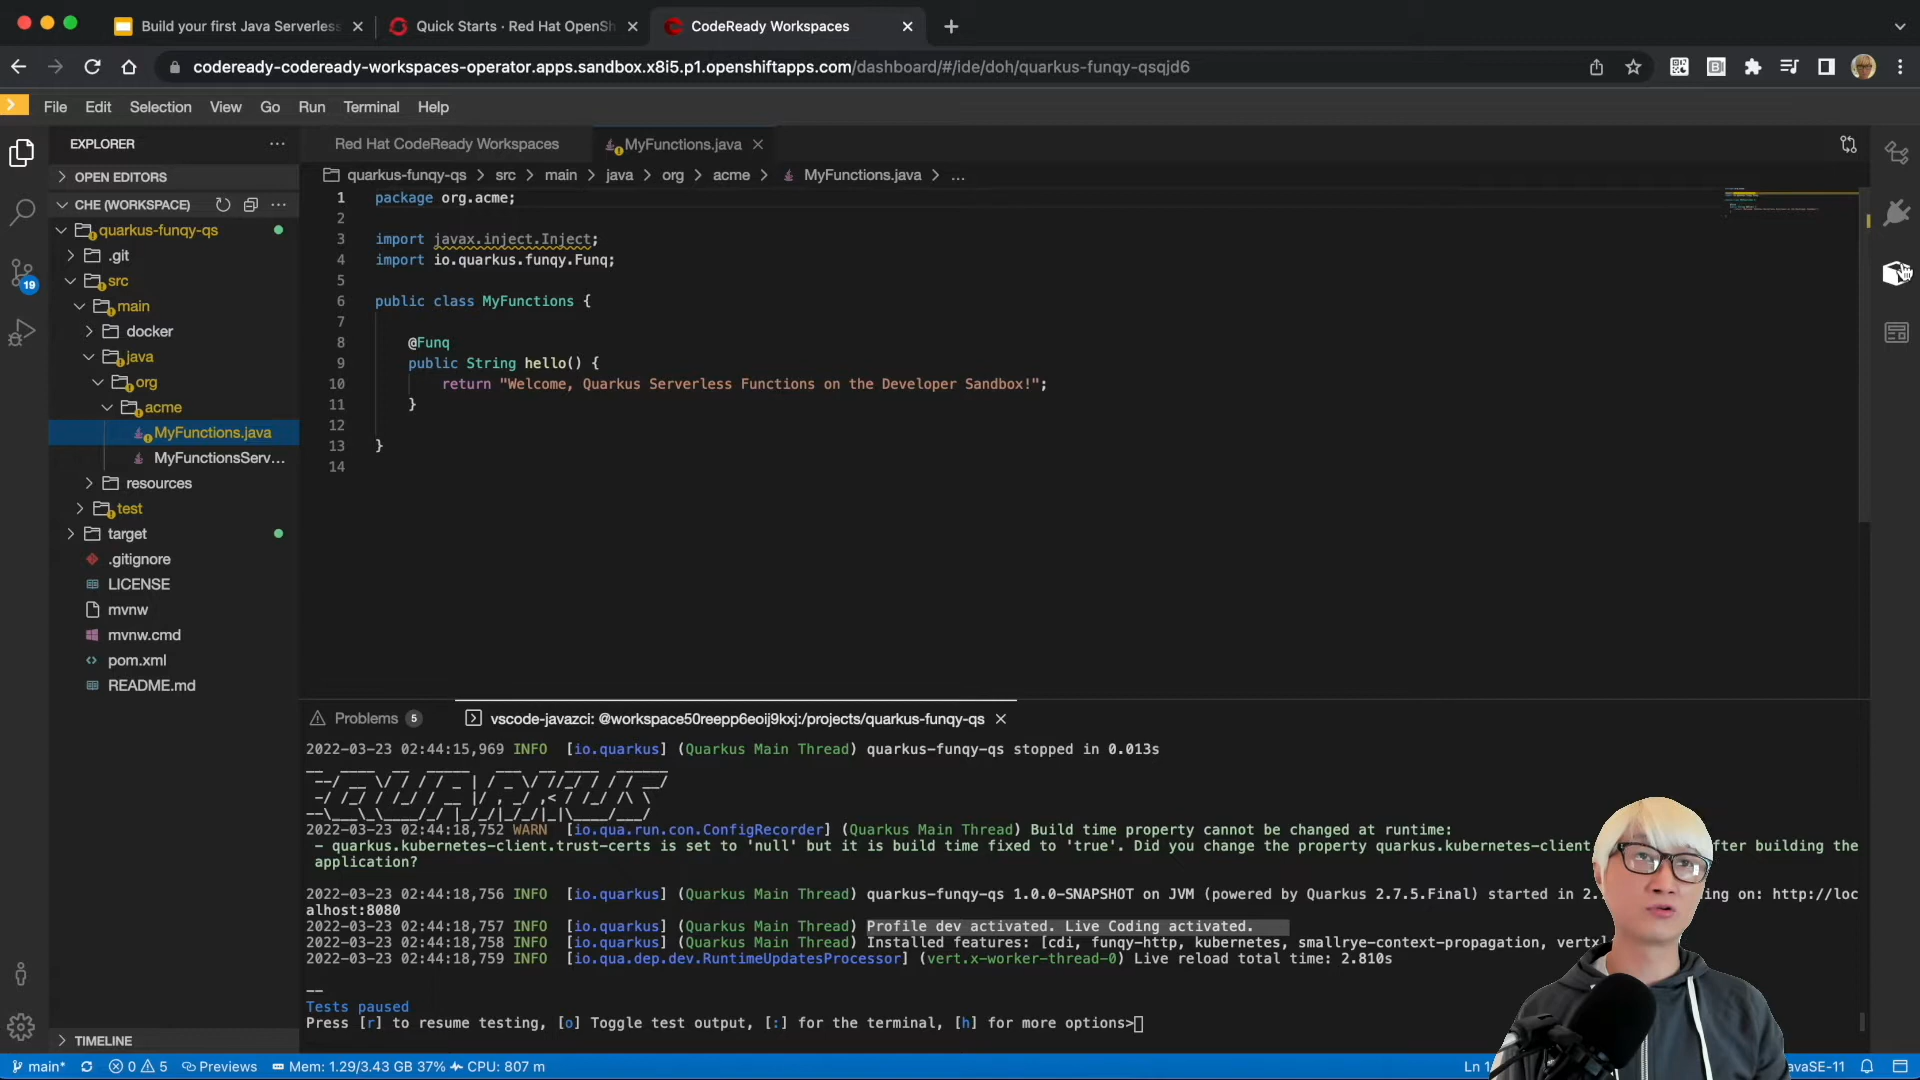 Build your first Java Serverless
Quick Starts · Red Hat OpenSh
CodeReady Workspaces
codeready-codeready-workspaces-operator.apps.sandbox.x8i5.p1.openshiftapps.com/dashboard/#/ide/doh/quarkus-funqy-qsqjd6
File Edit Selection View Go Run Terminal Help
EXPLORER
OPEN EDITORS
CHE (WORKSPACE)
quarkus-funqy-qs
.git
src
main
docker
java
org
acme
MyFunctions.java
MyFunctionsServ...
resources
test
target
.gitignore
LICENSE
mvnw
mvnw.cmd
pom.xml
README.md
TIMELINE
19
Red Hat CodeReady Workspaces
MyFunctions.java
quarkus-funqy-qs > src > main > java > org > acme > MyFunctions.java > ...
1 package org.acme;
2
3 import javax.inject.Inject;
4 import io.quarkus.funqy.Funq;
5
6 public class MyFunctions {
7
8 @Funq
9 public String hello() {
10 return "Welcome, Quarkus Serverless Functions on the Developer Sandbox!";
11 }
12
13 }
14
Problems 5
vscode-javazci: @workspace50reepp6eoij9kxj:/projects/quarkus-funqy-qs
2022-03-23 02:44:15,969 INFO [io.quarkus] (Quarkus Main Thread) quarkus-funqy-qs stopped in 0.013s
QUARKUS
2022-03-23 02:44:18,752 WARN [io.qua.run.con.ConfigRecorder] (Quarkus Main Thread) Build time property cannot be changed at runtime:
- quarkus.kubernetes-client.trust-certs is set to 'null' but it is build time fixed to 'true'. Did you change the property quarkus.kubernetes-client. fter building the
application?
2022-03-23 02:44:18,756 INFO [io.quarkus] (Quarkus Main Thread) quarkus-funqy-qs 1.0.0-SNAPSHOT on JVM (powered by Quarkus 2.7.5.Final) started in 2. ng on: http://loc
alhost:8080
2022-03-23 02:44:18,757 INFO [io.quarkus] (Quarkus Main Thread) Profile dev activated. Live Coding activated.
2022-03-23 02:44:18,758 INFO [io.quarkus] (Quarkus Main Thread) Installed features: [cdi, funqy-http, kubernetes, smallrye-context-propagation, vertx]
2022-03-23 02:44:18,759 INFO [io.qua.dep.dev.RuntimeUpdatesProcessor] (vert.x-worker-thread-0) Live reload total time: 2.810s
--
Tests paused
Press [r] to resume testing, [o] Toggle test output, [:] for the terminal, [h] for more options>
main* 0 5 Previews Mem: 1.29/3.43 GB 37% CPU: 807 m Ln 1 avaSE-11